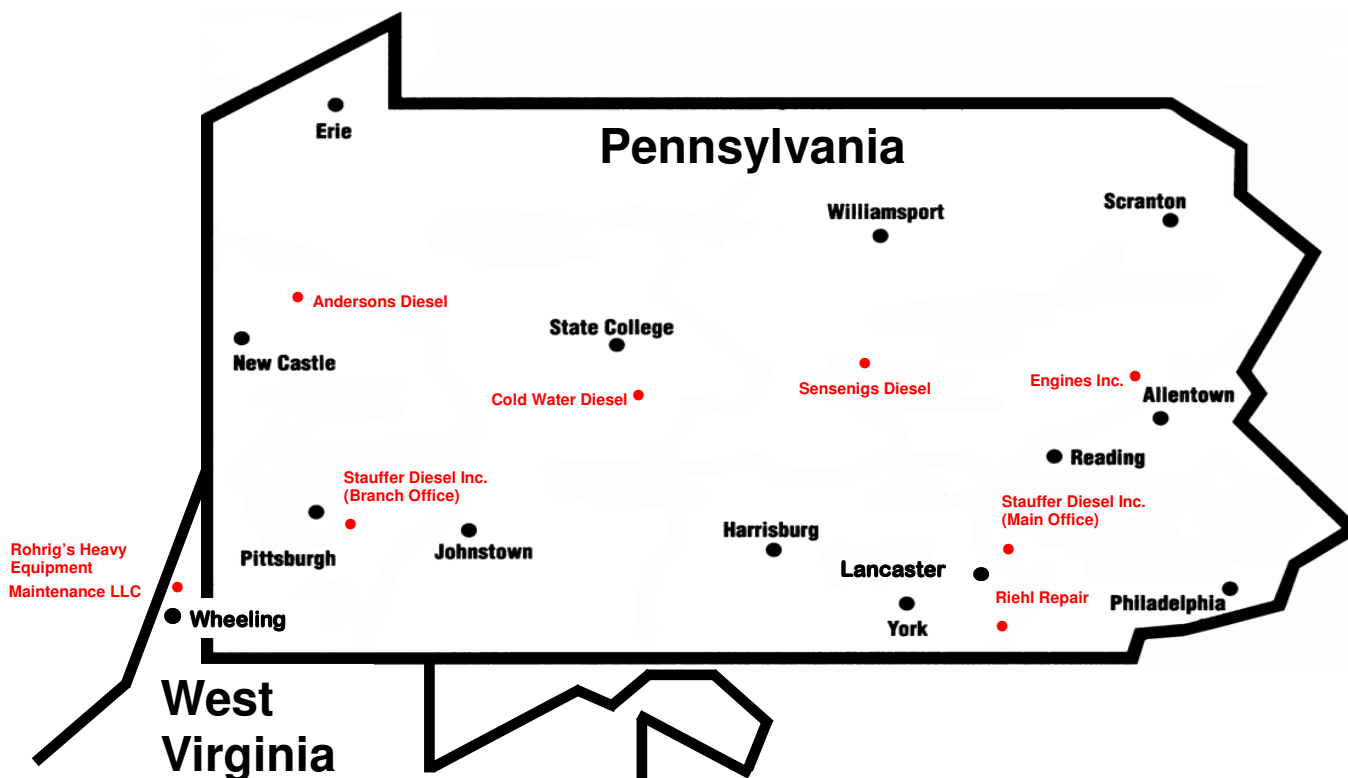 Erie
Pennsylvania
Williamsport
Scranton
Andersons Diesel
New Castle
State College
Cold Water Diesel
Sensenigs Diesel
Engines Inc.
Allentown
Reading
Stauffer Diesel Inc.
(Branch Office)
Pittsburgh
Johnstown
Harrisburg
Stauffer Diesel Inc.
(Main Office)
Lancaster
Rohrig's Heavy
Equipment
Maintenance LLC
Wheeling
York
Riehl Repair
Philadelphia
West
Virginia